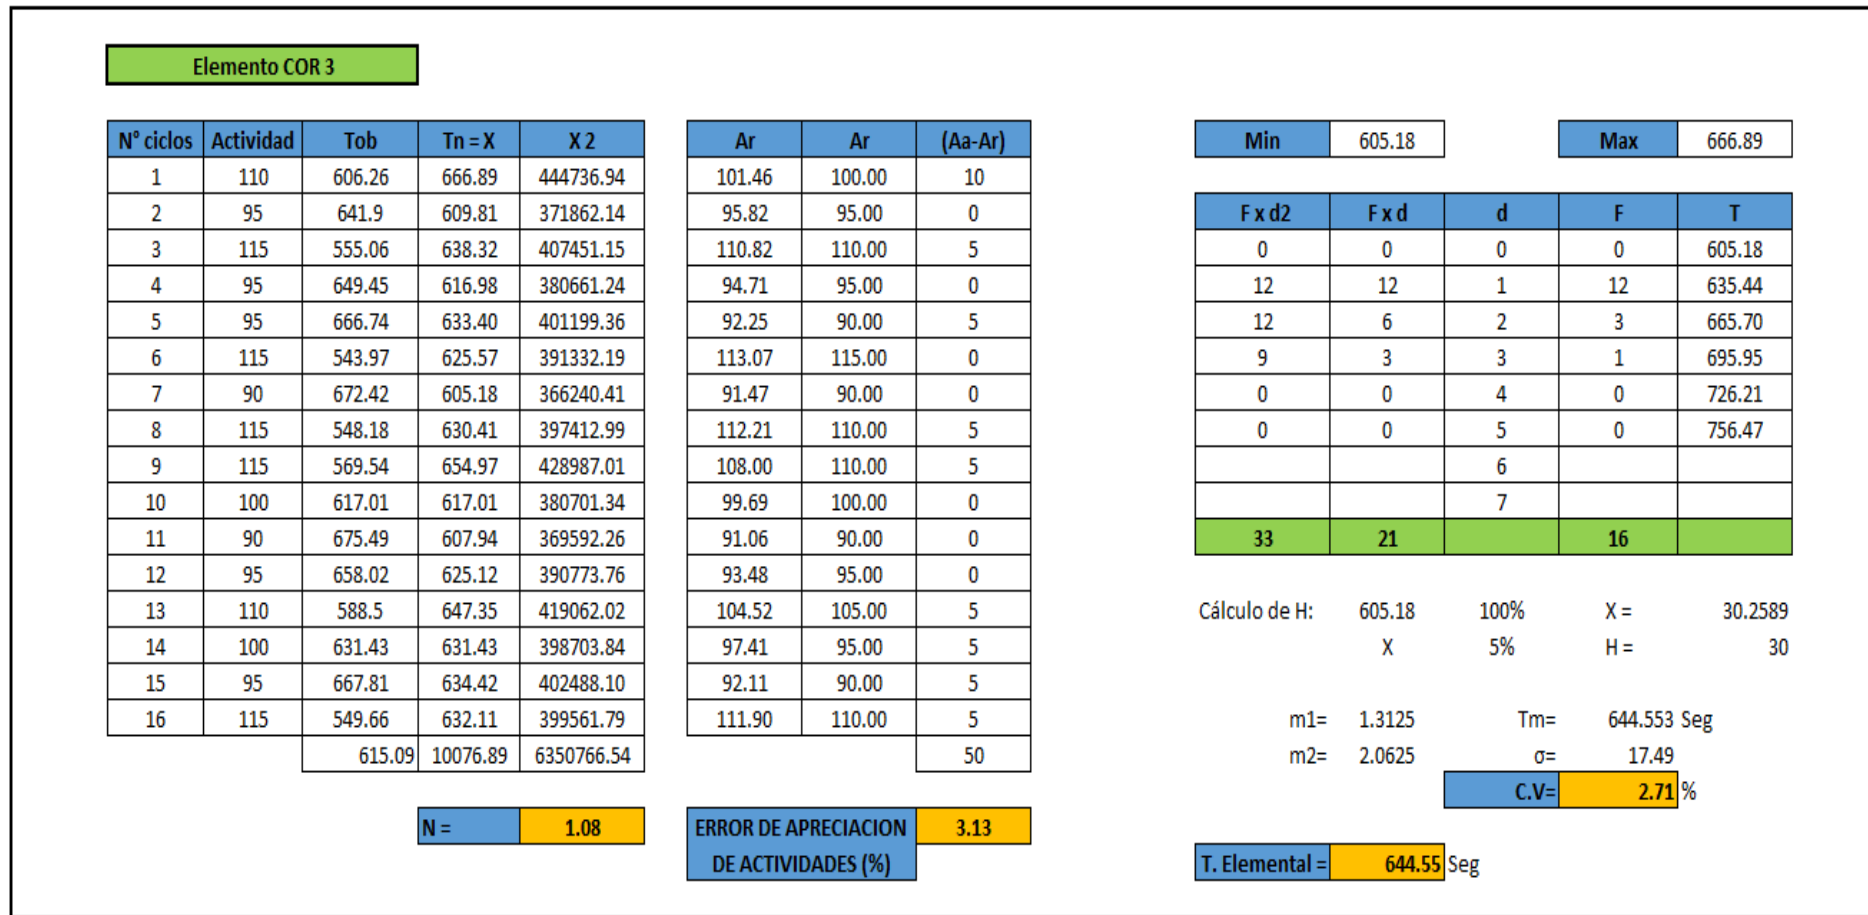 Elemento COR 3
N° ciclos Actividad Tob Tn = X X 2 Ar Ar (Aa-Ar) Min 605.18 Max 666.89
1 110 606.26 666.89 444736.94 101.46 100.00 10
2 95 641.9 609.81 371862.14 95.82 95.00 0 F x d2 F x d d F T
3 115 555.06 638.32 407451.15 110.82 110.00 5 0 0 0 0 605.18
4 95 649.45 616.98 380661.24 94.71 95.00 0 12 12 1 12 635.44
5 95 666.74 633.40 401199.36 92.25 90.00 5 12 6 2 3 665.70
6 115 543.97 625.57 391332.19 113.07 115.00 0 9 3 3 1 695.95
7 90 672.42 605.18 366240.41 91.47 90.00 0 0 0 4 0 726.21
8 115 548.18 630.41 397412.99 112.21 110.00 5 0 0 5 0 756.47
9 115 569.54 654.97 428987.01 108.00 110.00 5 6
10 100 617.01 617.01 380701.34 99.69 100.00 0 7
11 90 675.49 607.94 369592.26 91.06 90.00 0 33 21 16
12 95 658.02 625.12 390773.76 93.48 95.00 0
13 110 588.5 647.35 419062.02 104.52 105.00 5 Cálculo de H: 605.18 100% X = 30.2589
14 100 631.43 631.43 398703.84 97.41 95.00 5 X 5% H = 30
15 95 667.81 634.42 402488.10 92.11 90.00 5
16 115 549.66 632.11 399561.79 111.90 110.00 5 m1= 1.3125 Tm= 644.553 Seg
615.09 10076.89 6350766.54 50 m2= 2.0625 σ= 17.49
C.V= 2.71 %
N = 1.08 ERROR DE APRECIACION 3.13
DE ACTIVIDADES (%) T. Elemental = 644.55 Seg